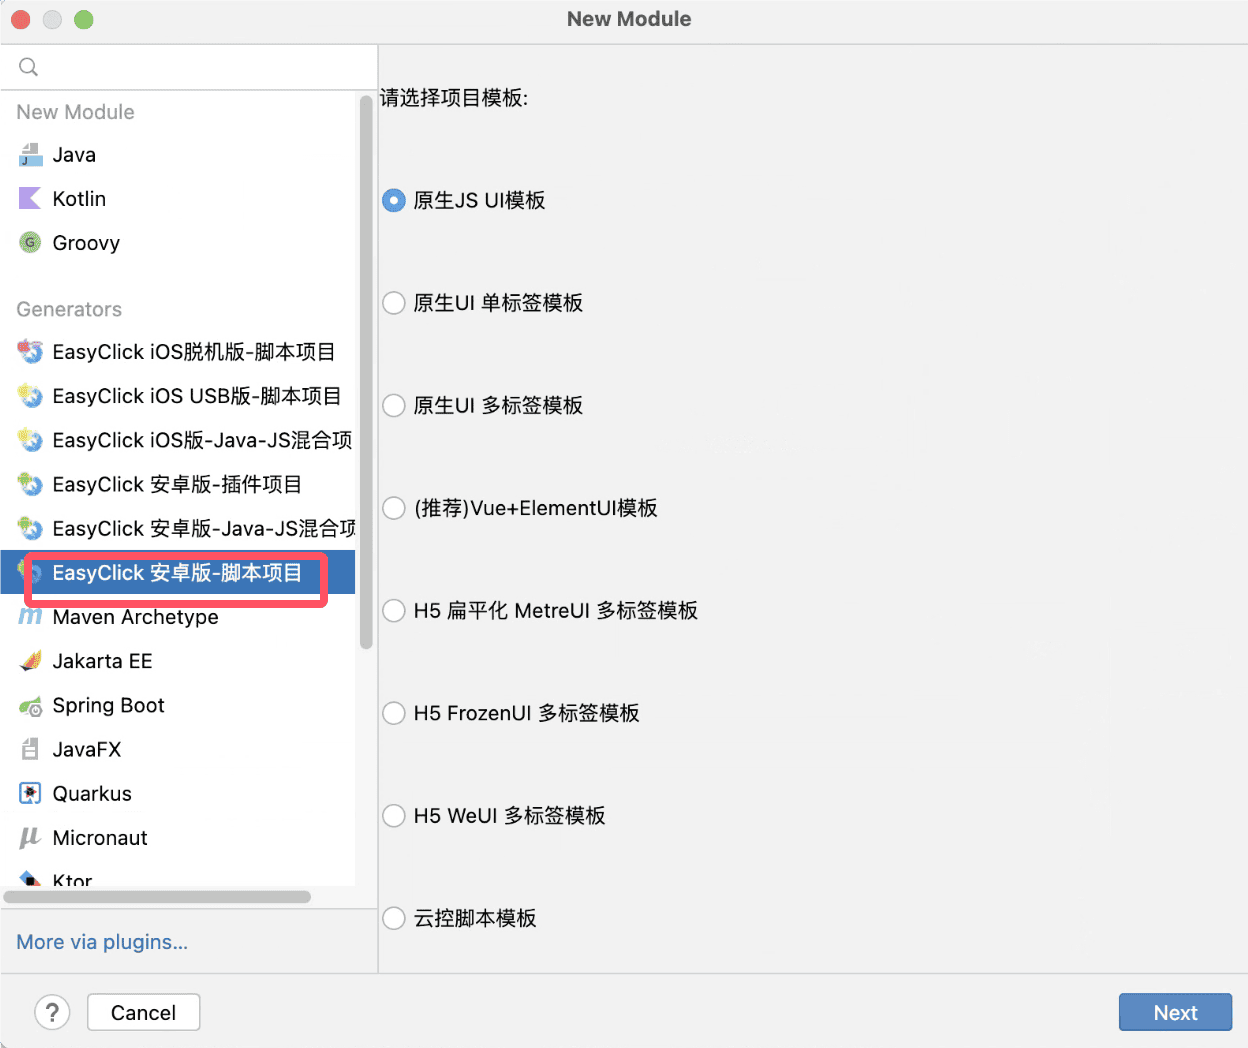 New Module
New Module
Java
Kotlin
Groovy
Generators
EasyClick iOS脱机版-脚本项目
EasyClick iOS USB版-脚本项目
EasyClick iOS版-Java-JS混合项
EasyClick 安卓版-插件项目
EasyClick 安卓版-Java-JS混合项
EasyClick 安卓版-脚本项目
Maven Archetype
Jakarta EE
Spring Boot
JavaFX
Quarkus
Micronaut
Ktor
More via plugins...
请选择项目模板:
原生JS UI模板
原生UI 单标签模板
原生UI 多标签模板
(推荐)Vue+ElementUI模板
H5 扁平化 MetreUI 多标签模板
H5 FrozenUI 多标签模板
H5 WeUI 多标签模板
云控脚本模板
?
Cancel
Next